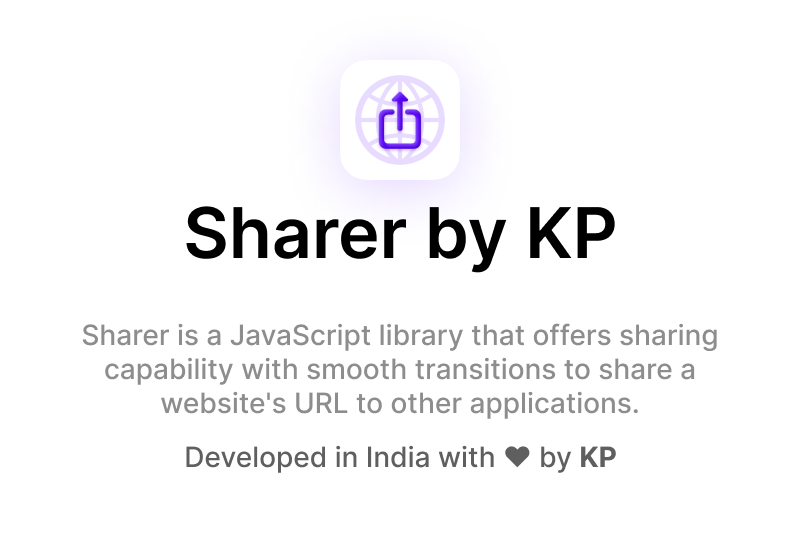 Sharer by KP
Sharer is a JavaScript library that offers sharing
capability with smooth transitions to share a
website's URL to other applications.
Developed in India with ♥ by KP